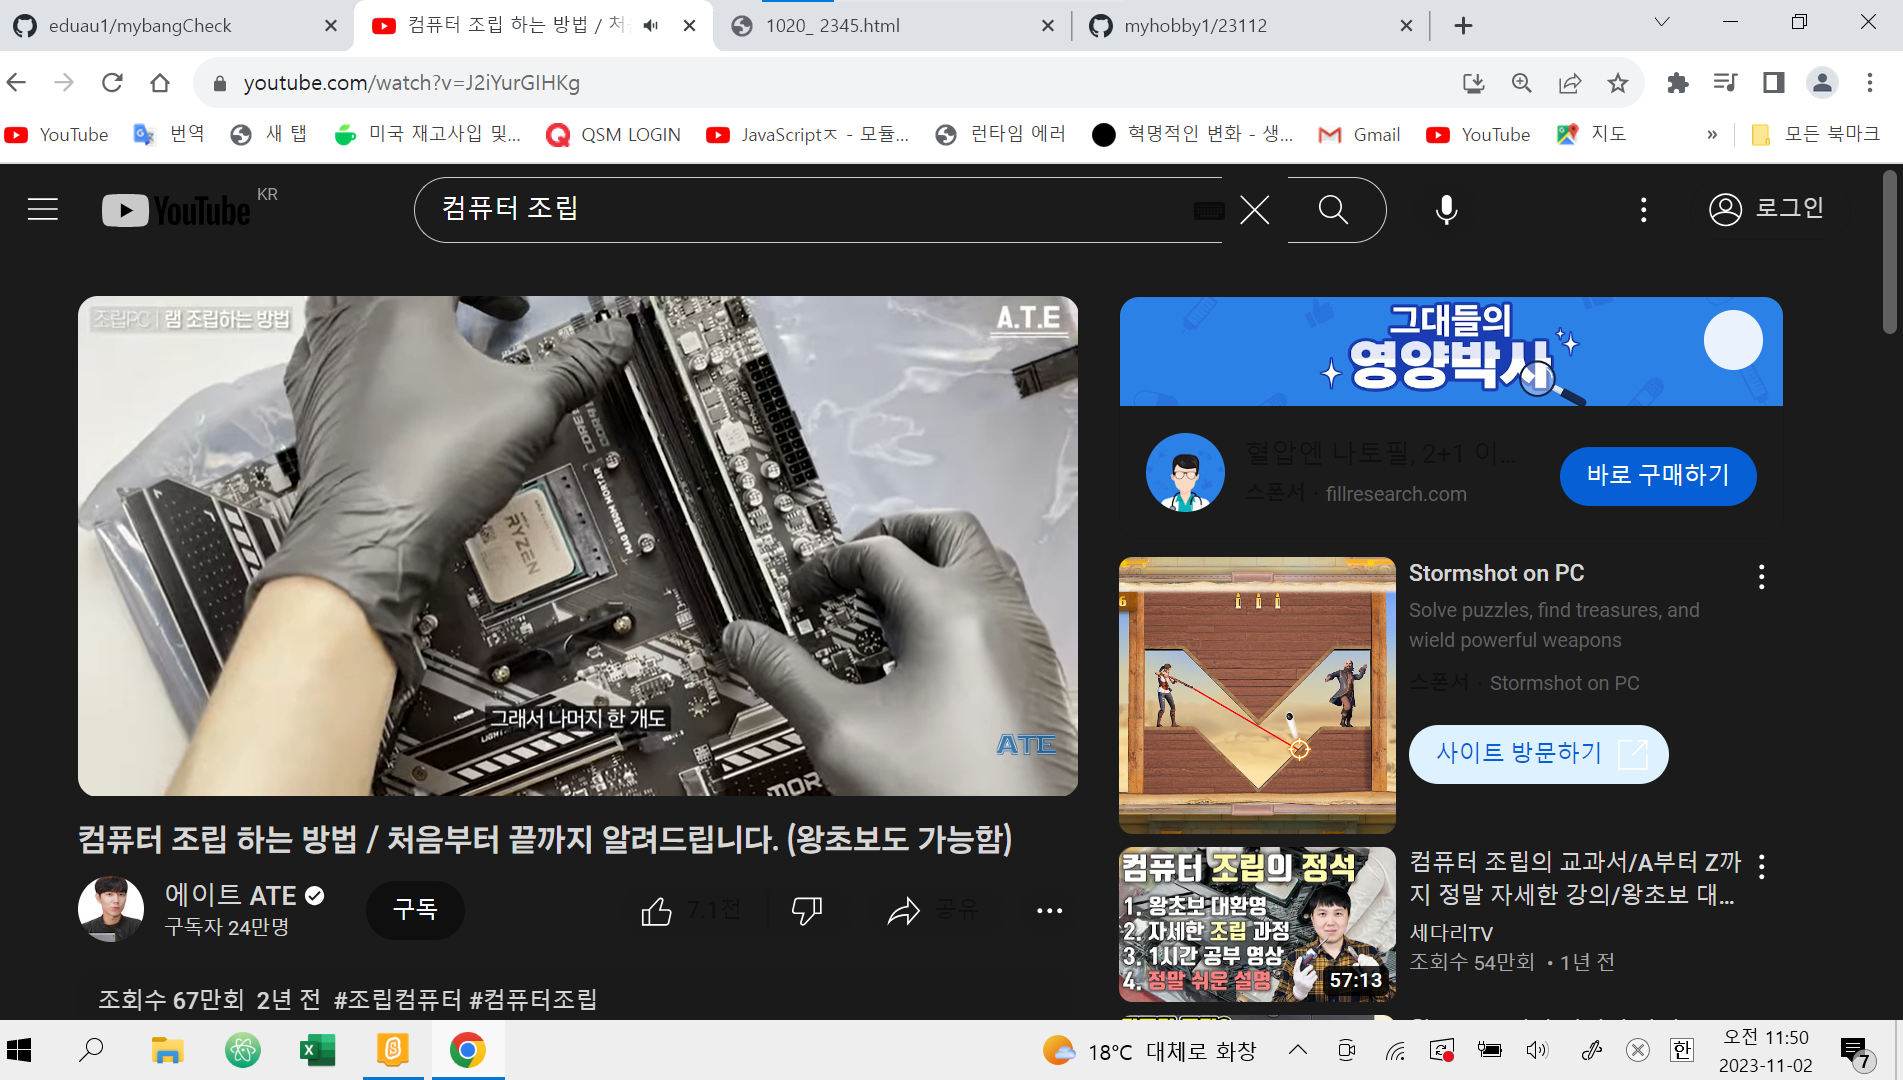 eduau1/mybangCheck
컴퓨터 조립 하는 방법 / 처
1020_ 2345.html
myhobby1/23112
youtube.com/watch?v=J2iYurGIHKg
YouTube
번역
새 탭
미국 재고사입 및...
QSM LOGIN
JavaScriptㅈ - 모듈...
런타임 에러
혁명적인 변화 - 생...
Gmail
YouTube
지도
»
모든 북마크
YouTube KR
컴퓨터 조립
로그인
조립PC | 램 조립하는 방법
A.T.E
DDR4
CORE
AMD
RYZEN
MAG B550M MORTAR
그래서 나머지 한 개도
ATE
그대들의
영양박사
혈압엔 나토필, 2+1 이...
스폰서 · fillresearch.com
바로 구매하기
Stormshot on PC
Solve puzzles, find treasures, and
wield powerful weapons
스폰서 · Stormshot on PC
사이트 방문하기
컴퓨터 조립 하는 방법 / 처음부터 끝까지 알려드립니다. (왕초보도 가능함)
에이트 ATE
구독자 24만명
구독
7.1천
공유
조회수 67만회 2년 전 #조립컴퓨터 #컴퓨터조립
컴퓨터 조립의 정석
1. 왕초보 대환영
2. 자세한 조립 과정
3. 1시간 공부 영상
4. 정말 쉬운 설명
57:13
컴퓨터 조립의 교과서/A부터 Z까
지 정말 자세한 강의/왕초보 대...
세다리TV
조회수 54만회 • 1년 전
18°C 대체로 화창
한
오전 11:50
2023-11-02
7